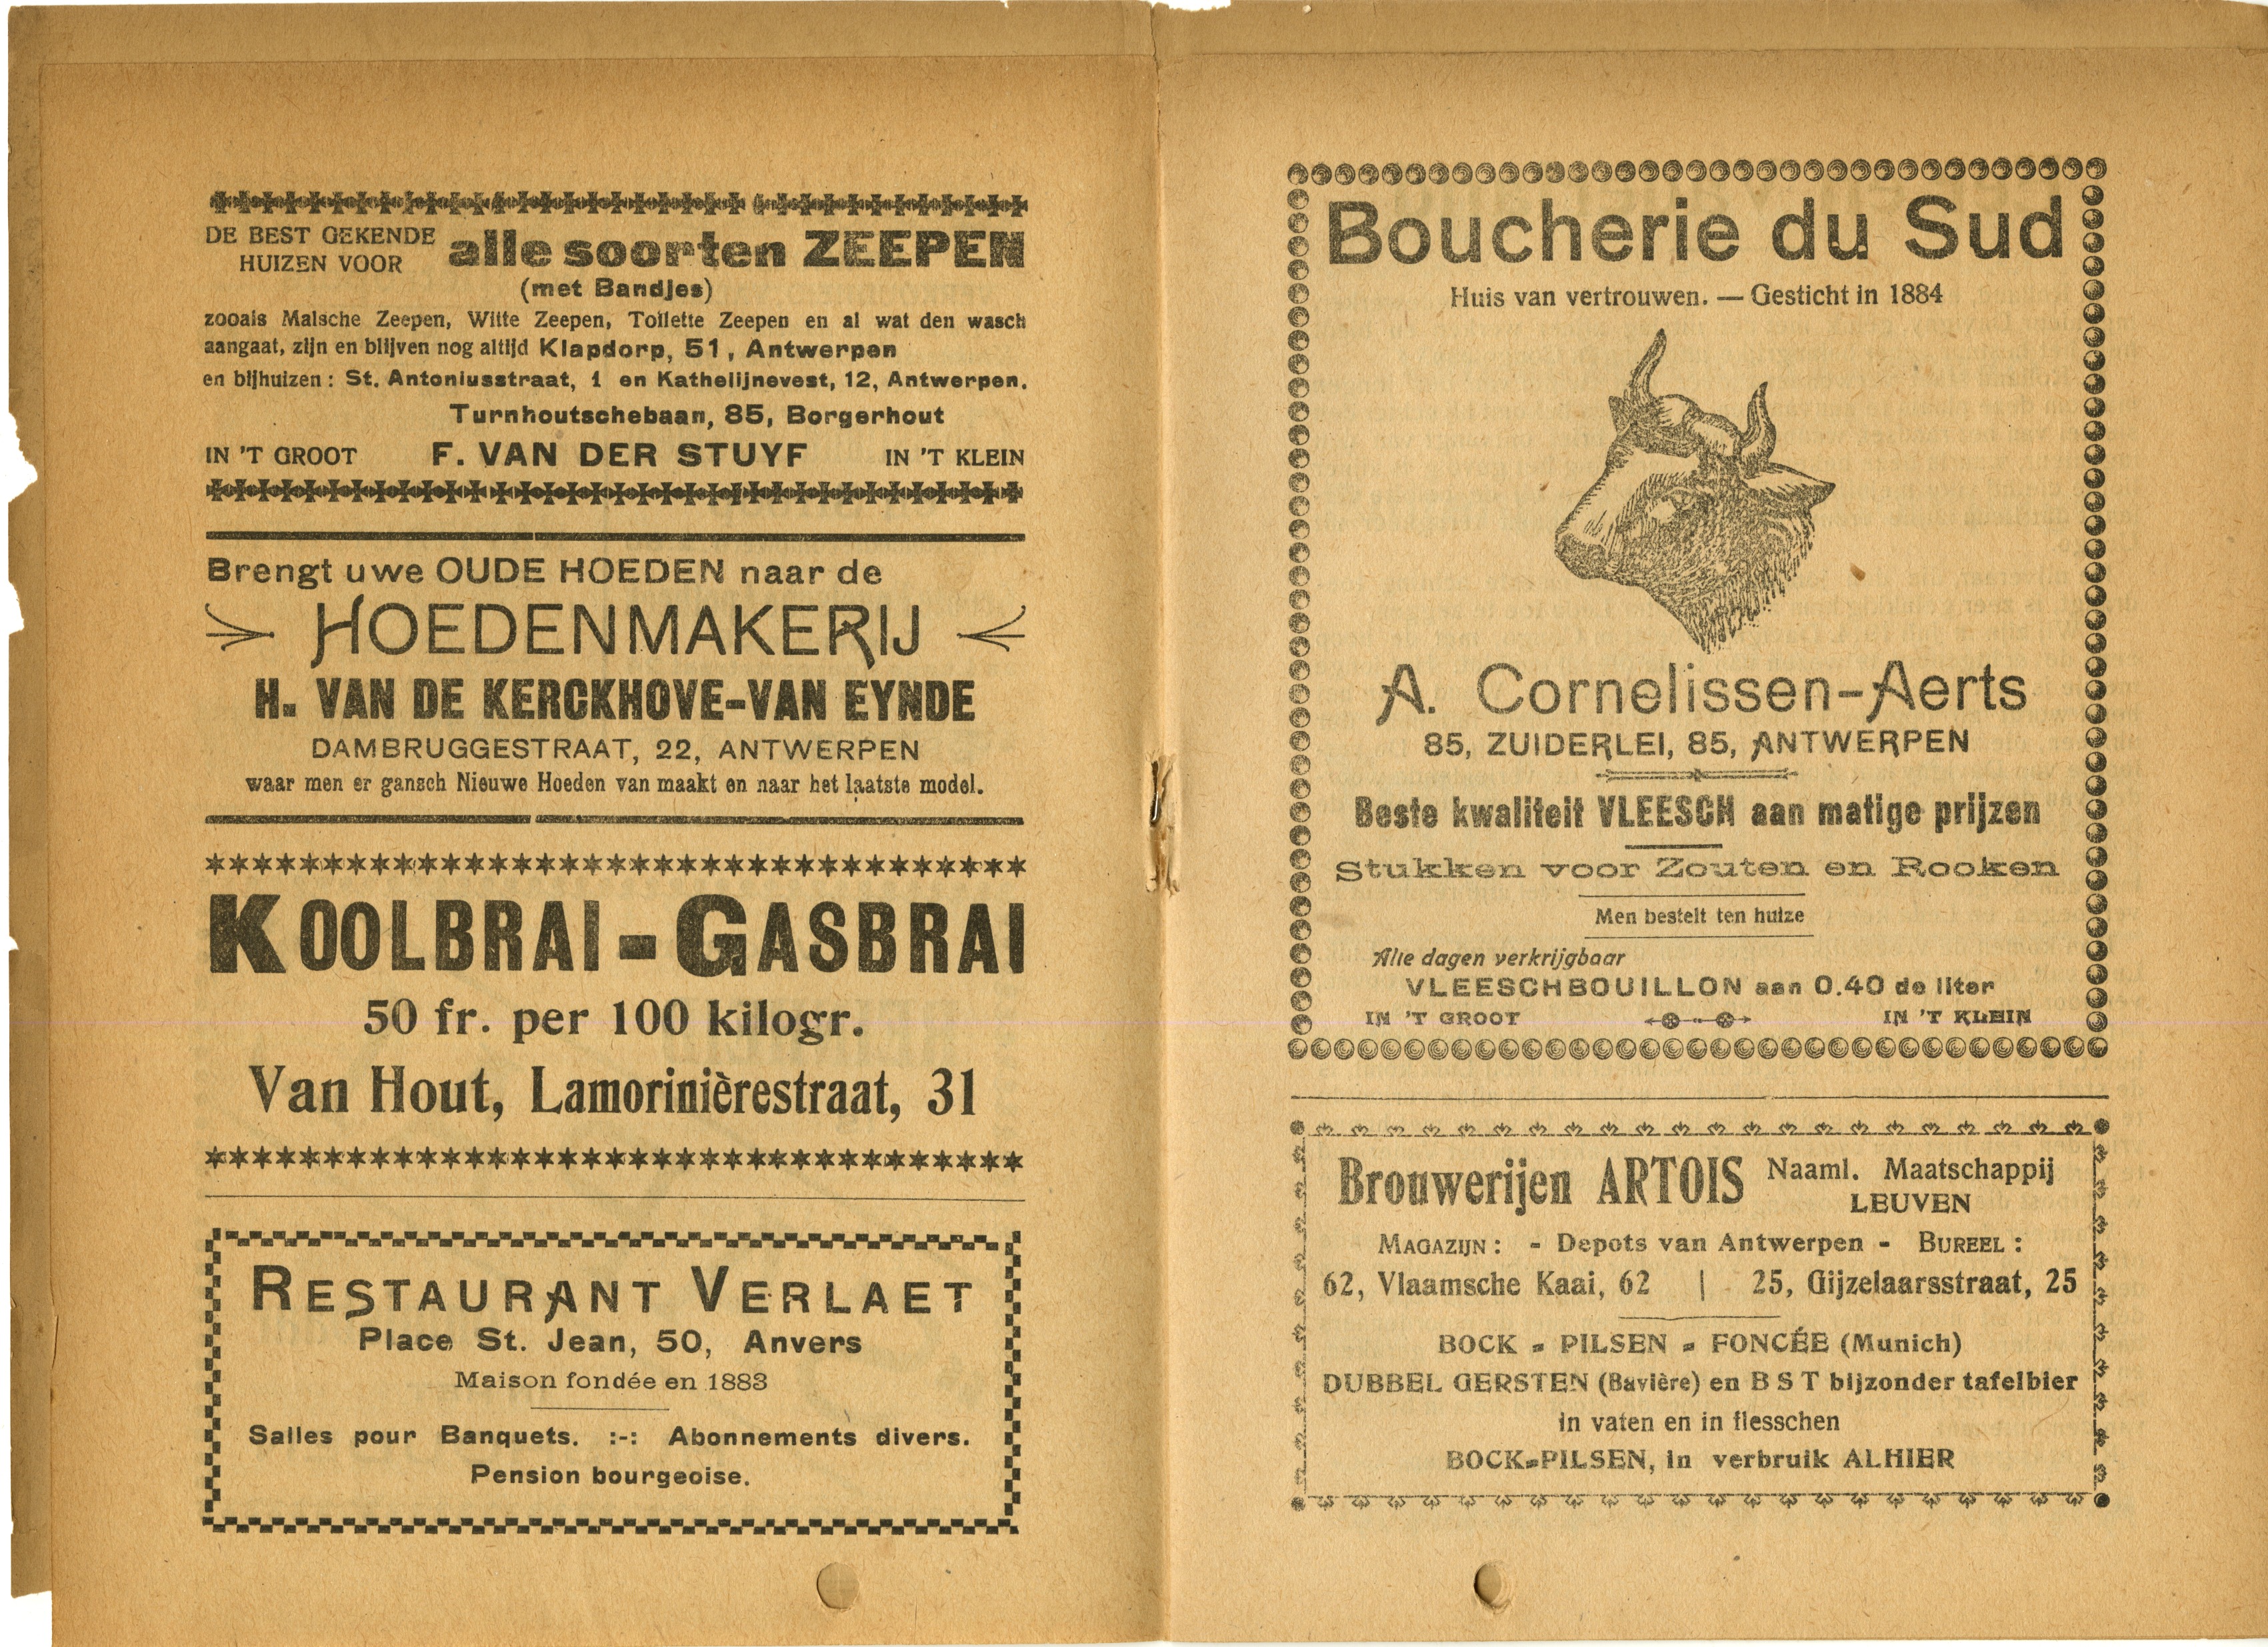 DE BEST GEKENDE
HUIZEN VOOR
alle soorten ZEEPEN
(met Bandjes)
zooals Malsche Zeepen, Witte Zeepen, Toilette Zeepen en al wat den wasch
aangaat, zijn en blijven nog altijd Klapdorp, 51, Antwerpen
en bijhuizen: St. Antoniusstraat, 1 en Kathelijnevest, 12, Antwerpen.
Turnhoutschebaan, 85, Borgerhout
IN 'T GROOT F. VAN DER STUYF IN 'T KLEIN
Brengt uwe OUDE HOEDEN naar de
HOEDENMAKERIJ
H. VAN DE KERCKHOVE-VAN EYNDE
DAMBRUGGESTRAAT, 22, ANTWERPEN
waar men er gansch Nieuwe Hoeden van maakt en naar het laatste model.
KOOLBRAI - GASBRAI
50 fr. per 100 kilogr.
Van Hout, Lamorinièrestraat, 31
RESTAURANT VERLAET
Place St. Jean, 50, Anvers
Maison fondée en 1883
Salles pour Banquets. :-: Abonnements divers.
Pension bourgeoise.
Boucherie du Sud
Huis van vertrouwen. — Gesticht in 1884
A. Cornelissen-Aerts
85, ZUIDERLEI, 85, ANTWERPEN
Beste kwaliteit VLEESCH aan matige prijzen
Stukken voor Zouten en Rooken
Men bestelt ten huize
Alle dagen verkrijgbaar
VLEESCHBOUILLON aan 0.40 de liter
IN 'T GROOT IN 'T KLEIN
Brouwerijen ARTOIS Naaml. Maatschappij
LEUVEN
MAGAZIJN: - Depots van Antwerpen - BUREEL:
62, Vlaamsche Kaai, 62 | 25, Gijzelaarsstraat, 25
BOCK - PILSEN - FONCÉE (Munich)
DUBBEL GERSTEN (Bavière) en B S T bijzonder tafelbier
in vaten en in flesschen
BOCK-PILSEN, in verbruik ALHIER